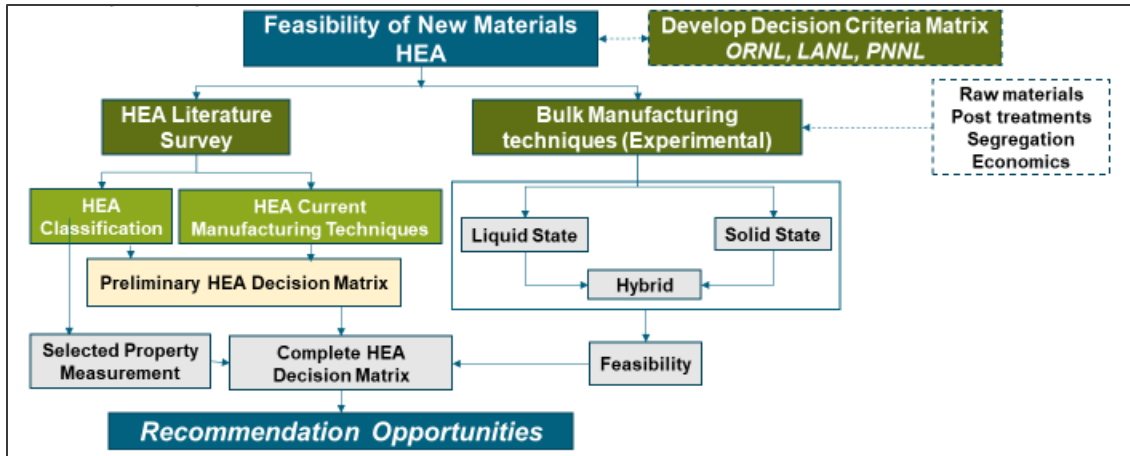 Feasibility of New Materials
HEA
Develop Decision Criteria Matrix
ORNL, LANL, PNNL
HEA Literature
Survey
Bulk Manufacturing
techniques (Experimental)
Raw materials
Post treatments
Segregation
Economics
HEA
Classification
HEA Current
Manufacturing Techniques
Liquid State
Solid State
Hybrid
Preliminary HEA Decision Matrix
Selected Property
Measurement
Complete HEA
Decision Matrix
Feasibility
Recommendation Opportunities